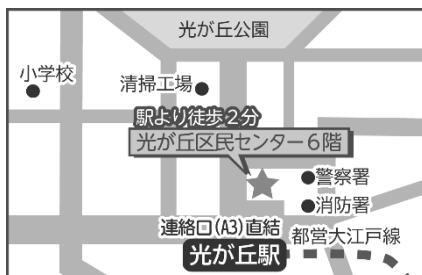 光が丘公園
小学校
清掃工場
駅より徒歩2分
光が丘区民センター6階
警察署
消防署
連絡口(A3)直結
都営大江戸線
光が丘駅